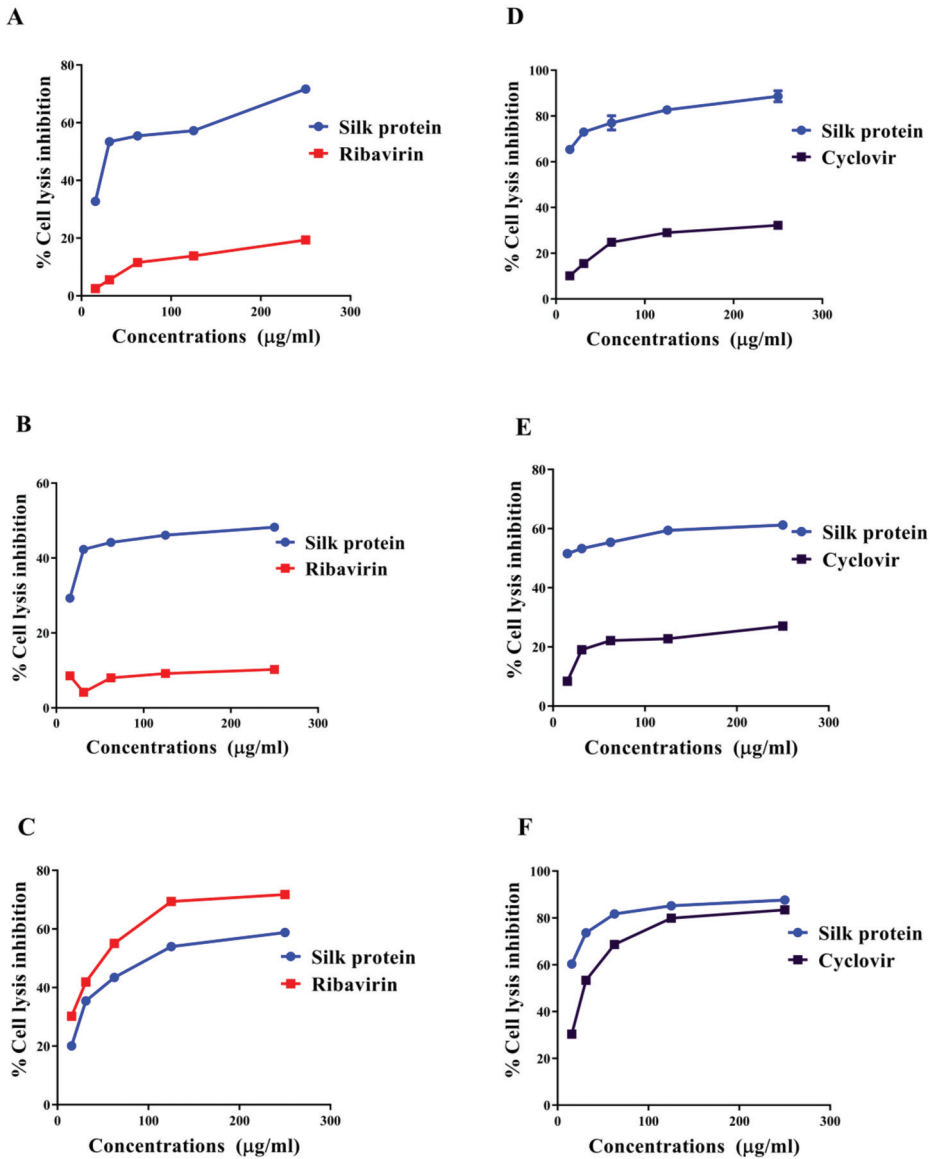 A
% Cell lysis inhibition
80
60
40
20
0
0
100
200
300
Concentrations (μg/ml)
Silk protein
Ribavirin
D
% Cell lysis inhibition
100
80
60
40
20
0
0
100
200
300
Concentrations (μg/ml)
Silk protein
Cyclovir
B
% Cell lysis inhibition
60
40
20
0
0
100
200
300
Concentrations (μg/ml)
Silk protein
Ribavirin
E
% Cell lysis inhibition
80
60
40
20
0
0
100
200
300
Concentrations (μg/ml)
Silk protein
Cyclovir
C
% Cell lysis inhibition
80
60
40
20
0
0
100
200
300
Concentrations (μg/ml)
Silk protein
Ribavirin
F
% Cell lysis inhibition
100
80
60
40
20
0
0
100
200
300
Concentrations (μg/ml)
Silk protein
Cyclovir